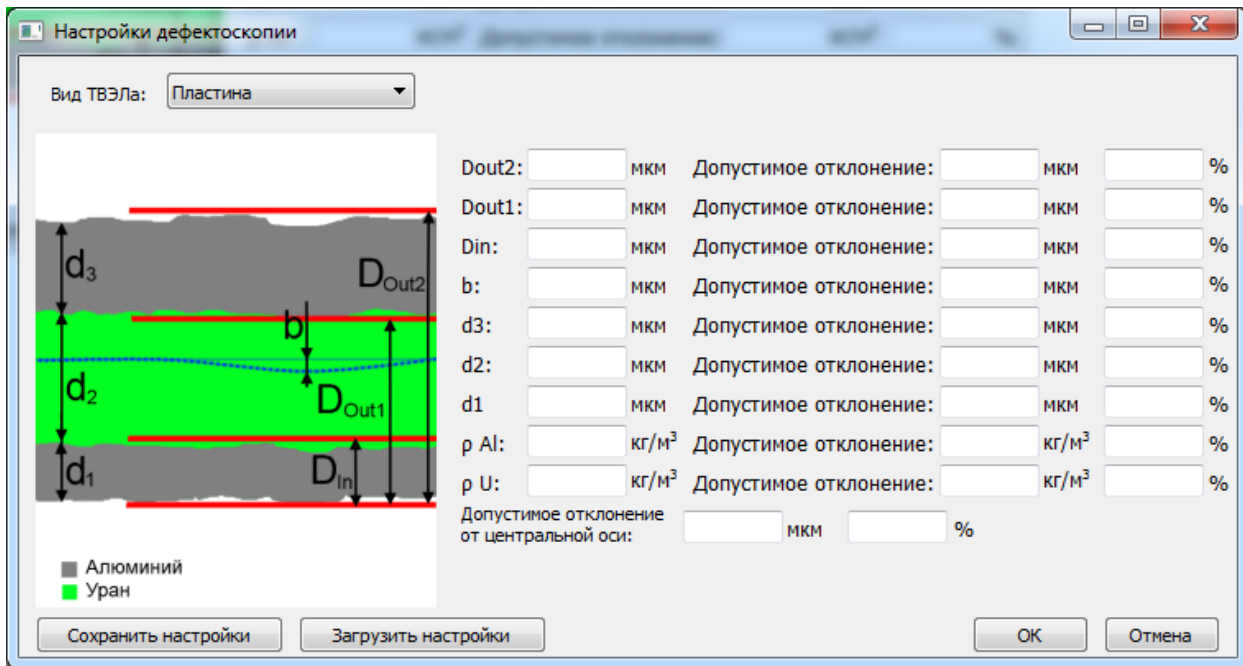 Настройки дефектоскопии
Вид ТВЭЛа: Пластина
d₃
D Out2
b
d₂
D Out1
d₁
D In
Алюминий
Уран
Dout2: мкм Допустимое отклонение: мкм %
Dout1: мкм Допустимое отклонение: мкм %
Din: мкм Допустимое отклонение: мкм %
b: мкм Допустимое отклонение: мкм %
d3: мкм Допустимое отклонение: мкм %
d2: мкм Допустимое отклонение: мкм %
d1 мкм Допустимое отклонение: мкм %
ρ Al: кг/м³ Допустимое отклонение: кг/м³ %
ρ U: кг/м³ Допустимое отклонение: кг/м³ %
Допустимое отклонение
от центральной оси: мкм %
Сохранить настройки Загрузить настройки OK Отмена